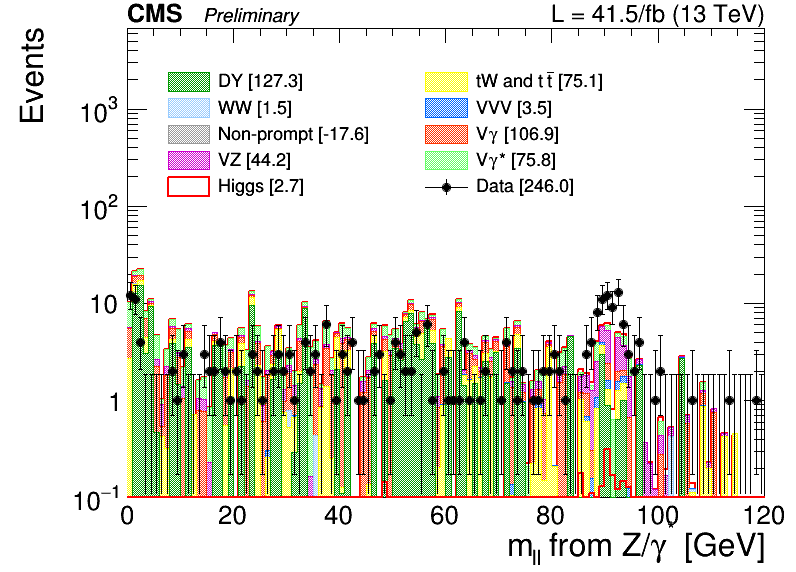 CMS Preliminary L = 41.5/fb (13 TeV)
Events
DY [127.3] tW and tt̄ [75.1]
WW [1.5] VVV [3.5]
Non-prompt [-17.6] Vγ [106.9]
VZ [44.2] Vγ* [75.8]
Higgs [2.7] Data [246.0]
10³
10²
10
1
10⁻¹
0 20 40 60 80 100 120
m_ll from Z/γ* [GeV]